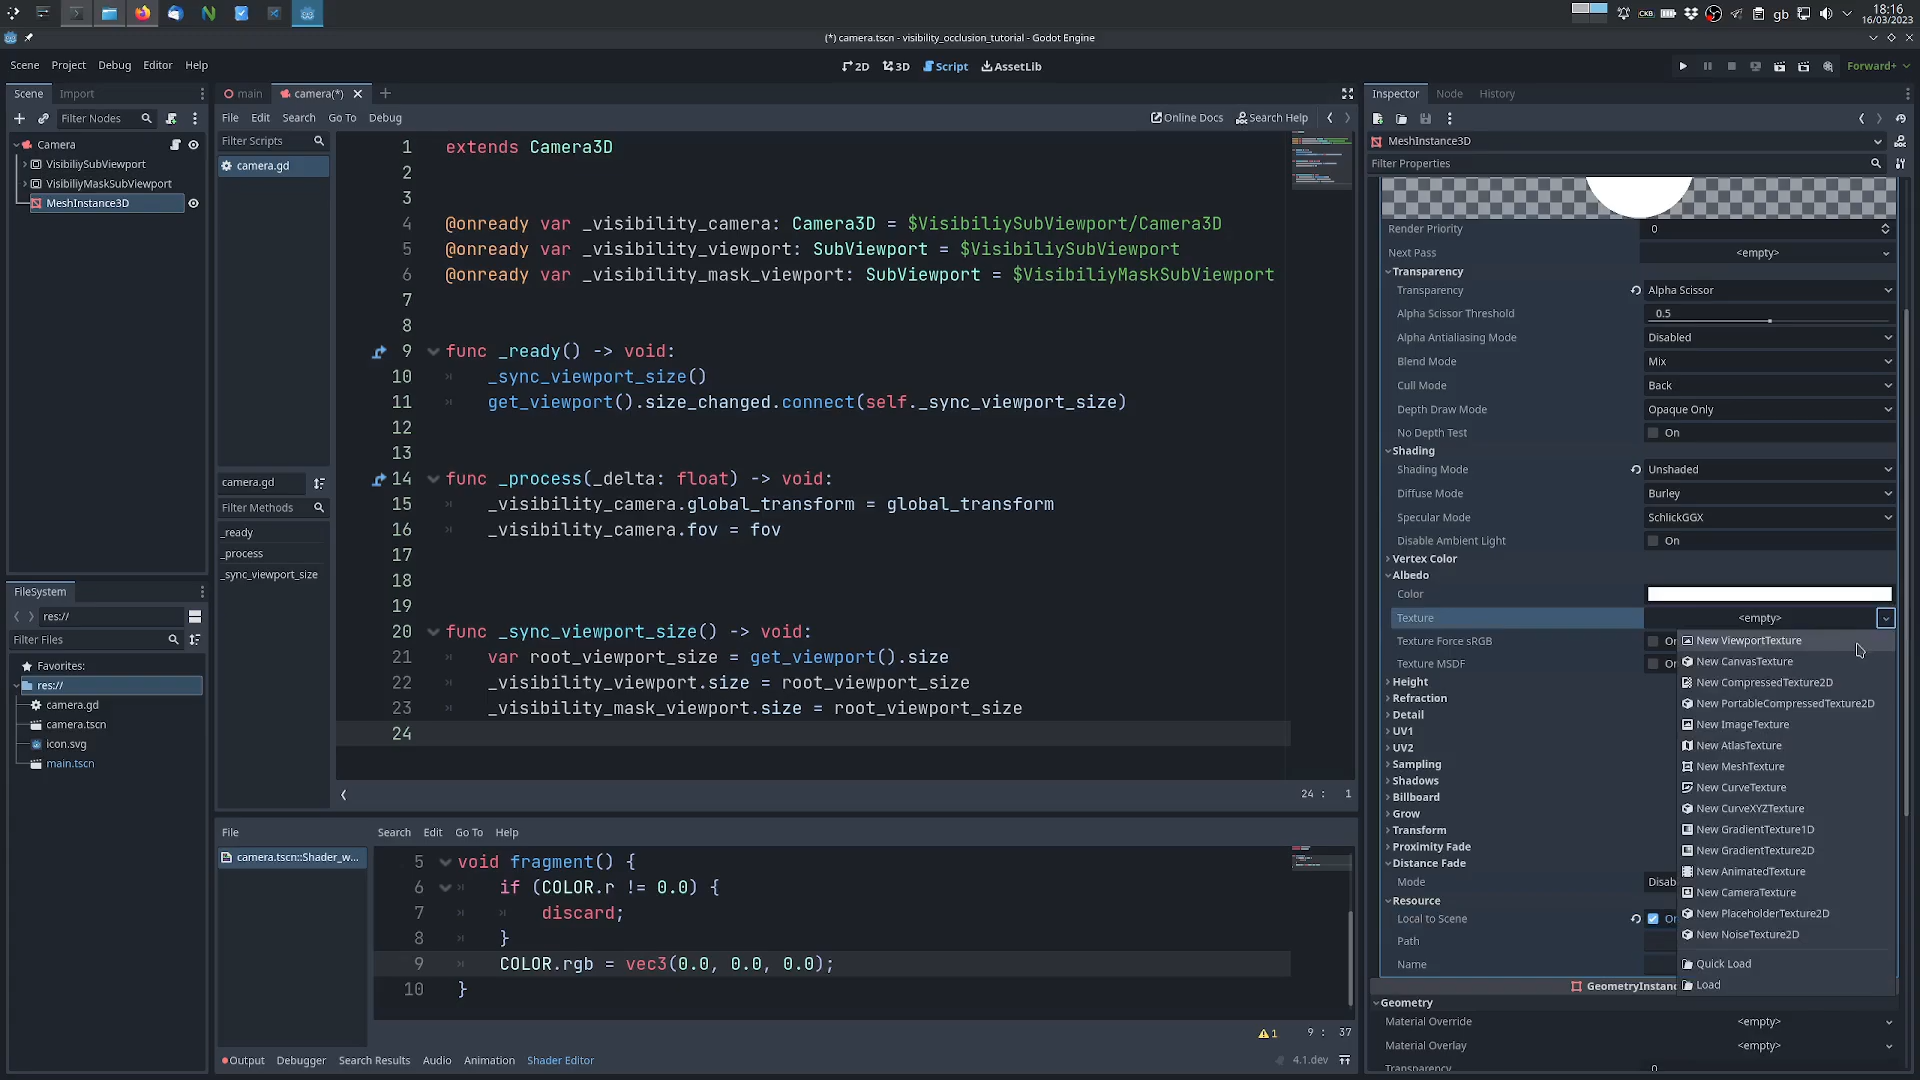 18:16
16/03/2023
CKB
gb
(*) camera.tscn - visibility_occlusion_tutorial - Godot Engine
Scene Project Debug Editor Help
2D 3D Script AssetLib
Forward+
Scene Import
Filter Nodes
Camera
VisibiliySubViewport
VisibiliyMaskSubViewport
MeshInstance3D
FileSystem
res://
Filter Files
Favorites:
res://
camera.gd
camera.tscn
icon.svg
main.tscn
main camera(*)
File Edit Search Go To Debug
Online Docs Search Help
Filter Scripts
camera.gd
camera.gd
Filter Methods
_ready
_process
_sync_viewport_size
1 extends Camera3D
2
3
4 @onready var _visibility_camera: Camera3D = $VisibiliySubViewport/Camera3D
5 @onready var _visibility_viewport: SubViewport = $VisibiliySubViewport
6 @onready var _visibility_mask_viewport: SubViewport = $VisibiliyMaskSubViewport
7
8
9 func _ready() -> void:
10 _sync_viewport_size()
11 get_viewport().size_changed.connect(self._sync_viewport_size)
12
13
14 func _process(_delta: float) -> void:
15 _visibility_camera.global_transform = global_transform
16 _visibility_camera.fov = fov
17
18
19
20 func _sync_viewport_size() -> void:
21 var root_viewport_size = get_viewport().size
22 _visibility_viewport.size = root_viewport_size
23 _visibility_mask_viewport.size = root_viewport_size
24
24 : 1
File Search Edit Go To Help
camera.tscn::Shader_w...
5 void fragment() {
6 if (COLOR.r != 0.0) {
7 discard;
8 }
9 COLOR.rgb = vec3(0.0, 0.0, 0.0);
10 }
1 9 : 37
Output Debugger Search Results Audio Animation Shader Editor
4.1.dev
Inspector Node History
MeshInstance3D
Filter Properties
Render Priority 0
Next Pass <empty>
Transparency
Transparency Alpha Scissor
Alpha Scissor Threshold 0.5
Alpha Antialiasing Mode Disabled
Blend Mode Mix
Cull Mode Back
Depth Draw Mode Opaque Only
No Depth Test On
Shading
Shading Mode Unshaded
Diffuse Mode Burley
Specular Mode SchlickGGX
Disable Ambient Light On
Vertex Color
Albedo
Color
Texture <empty>
Texture Force sRGB
Texture MSDF
Height
Refraction
Detail
UV1
UV2
Sampling
Shadows
Billboard
Grow
Transform
Proximity Fade
Distance Fade
Mode Disab
Resource
Local to Scene
Path
Name
New ViewportTexture
New CanvasTexture
New CompressedTexture2D
New PortableCompressedTexture2D
New ImageTexture
New AtlasTexture
New MeshTexture
New CurveTexture
New CurveXYZTexture
New GradientTexture1D
New GradientTexture2D
New AnimatedTexture
New CameraTexture
New PlaceholderTexture2D
New NoiseTexture2D
Quick Load
Load
GeometryInstanc
Geometry
Material Override <empty>
Material Overlay <empty>
Transparency 0